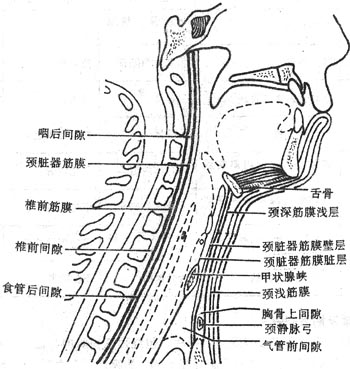 咽后间隙
颈脏器筋膜
椎前筋膜
椎前间隙
食管后间隙
舌骨
颈深筋膜浅层
颈脏器筋膜壁层
颈脏器筋膜脏层
甲状腺峡
颈浅筋膜
胸骨上间隙
颈静脉弓
气管前间隙